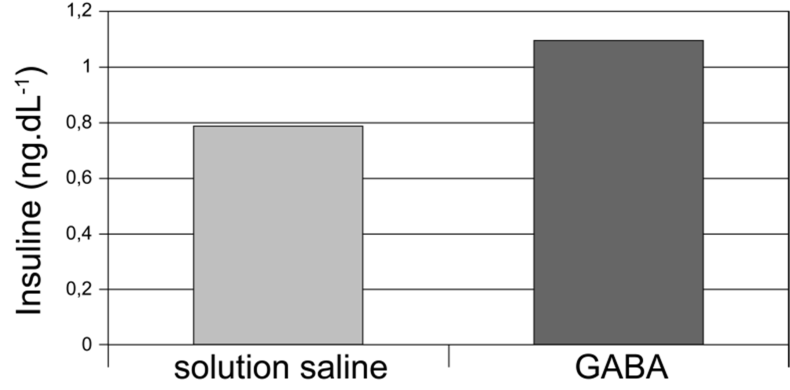 Insuline (ng.dL⁻¹)
1,2
1
0,8
0,6
0,4
0,2
0
solution saline
GABA